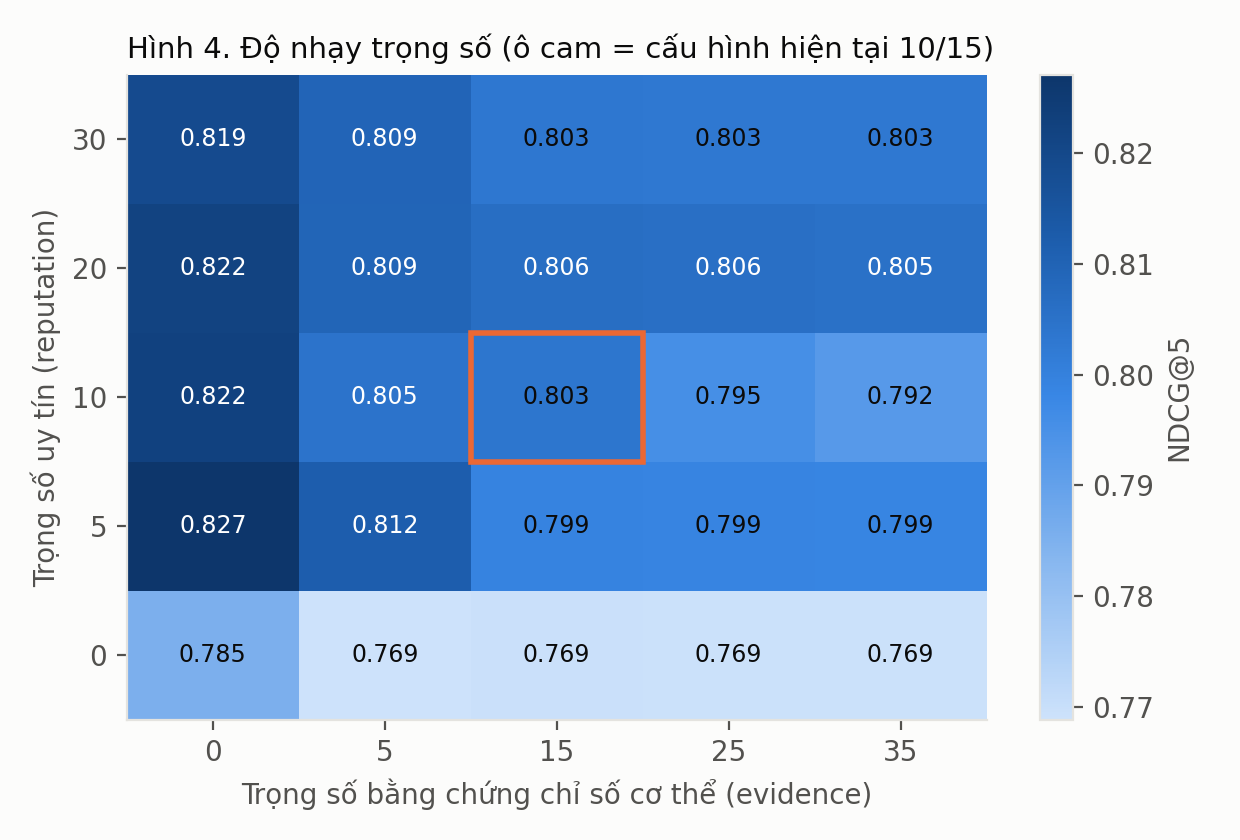 Hình 4. Độ nhạy trọng số (ô cam = cấu hình hiện tại 10/15)
30 0.819 0.809 0.803 0.803 0.803
20 0.822 0.809 0.806 0.806 0.805
10 0.822 0.805 0.803 0.795 0.792
5 0.827 0.812 0.799 0.799 0.799
0 0.785 0.769 0.769 0.769 0.769
0 5 15 25 35
Trọng số bằng chứng chỉ số cơ thể (evidence)
Trọng số uy tín (reputation)
0.82
0.81
0.80
0.79
0.78
0.77
NDCG@5